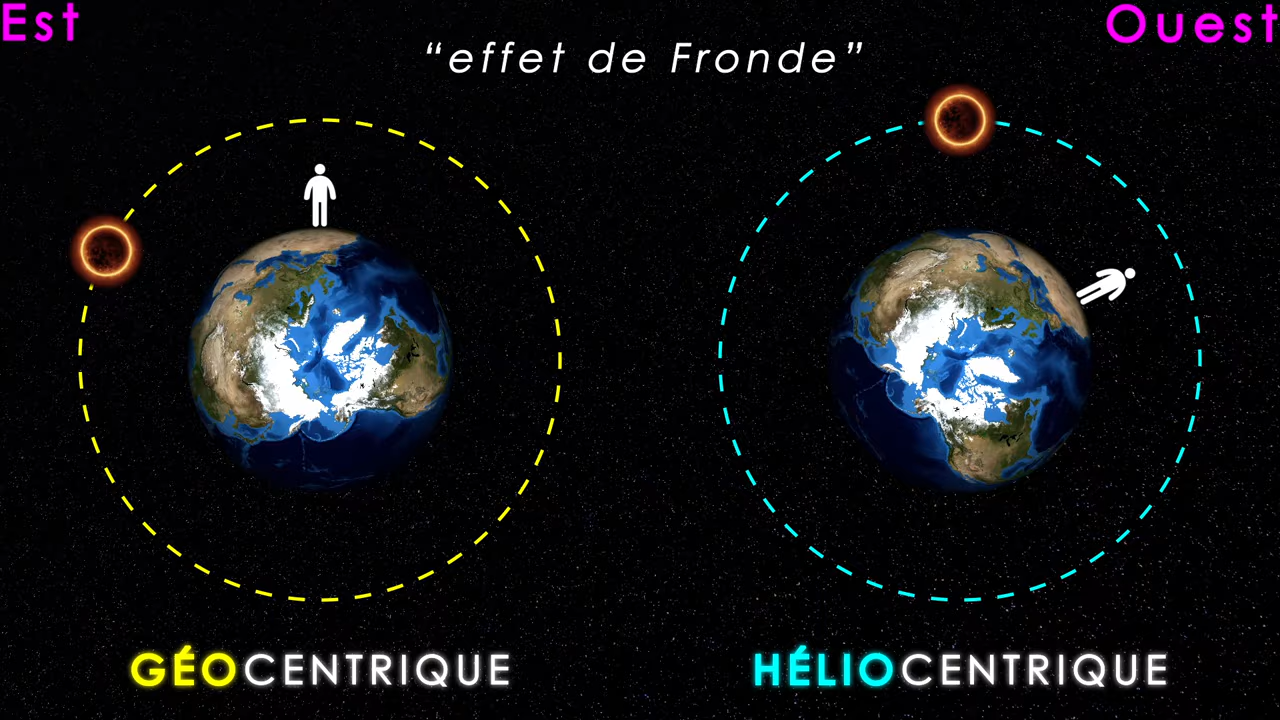 Est
Ouest
“effet de Fronde”
GÉOCENTRIQUE
HÉLIOCENTRIQUE